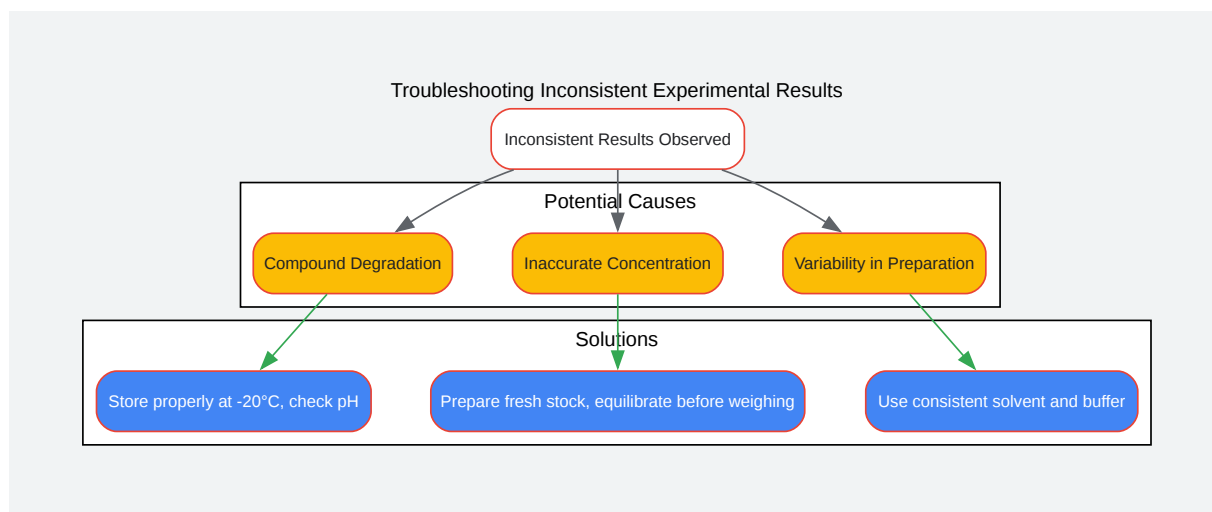 Troubleshooting Inconsistent Experimental Results
Inconsistent Results Observed
Potential Causes
Compound Degradation
Inaccurate Concentration
Variability in Preparation
Solutions
Store properly at -20°C, check pH
Prepare fresh stock, equilibrate before weighing
Use consistent solvent and buffer